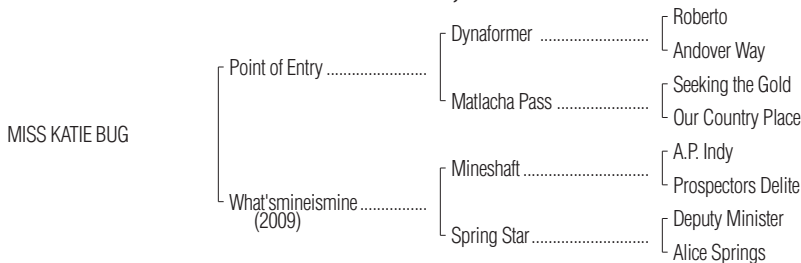 Roberto
Dynaformer ..............................
Andover Way
Point of Entry ............................
Seeking the Gold
Matlacha Pass .........................
Our Country Place
MISS KATIE BUG
A.P. Indy
Mineshaft ..................................
Prospectors Delite
What'smineismine ...................
(2009)
Deputy Minister
Spring Star................................
Alice Springs